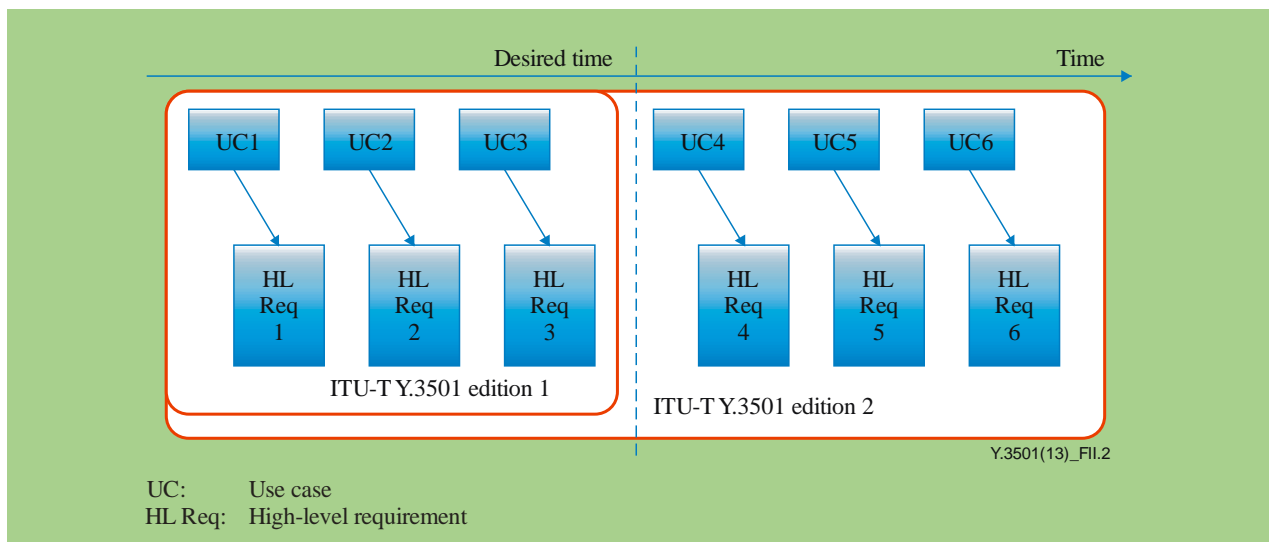 Desired time
Time
UC1
UC2
UC3
UC4
UC5
UC6
HL
Req
1
HL
Req
2
HL
Req
3
HL
Req
4
HL
Req
5
HL
Req
6
ITU-T Y.3501 edition 1
ITU-T Y.3501 edition 2
Y.3501(13)_FII.2
UC: Use case
HL Req: High-level requirement